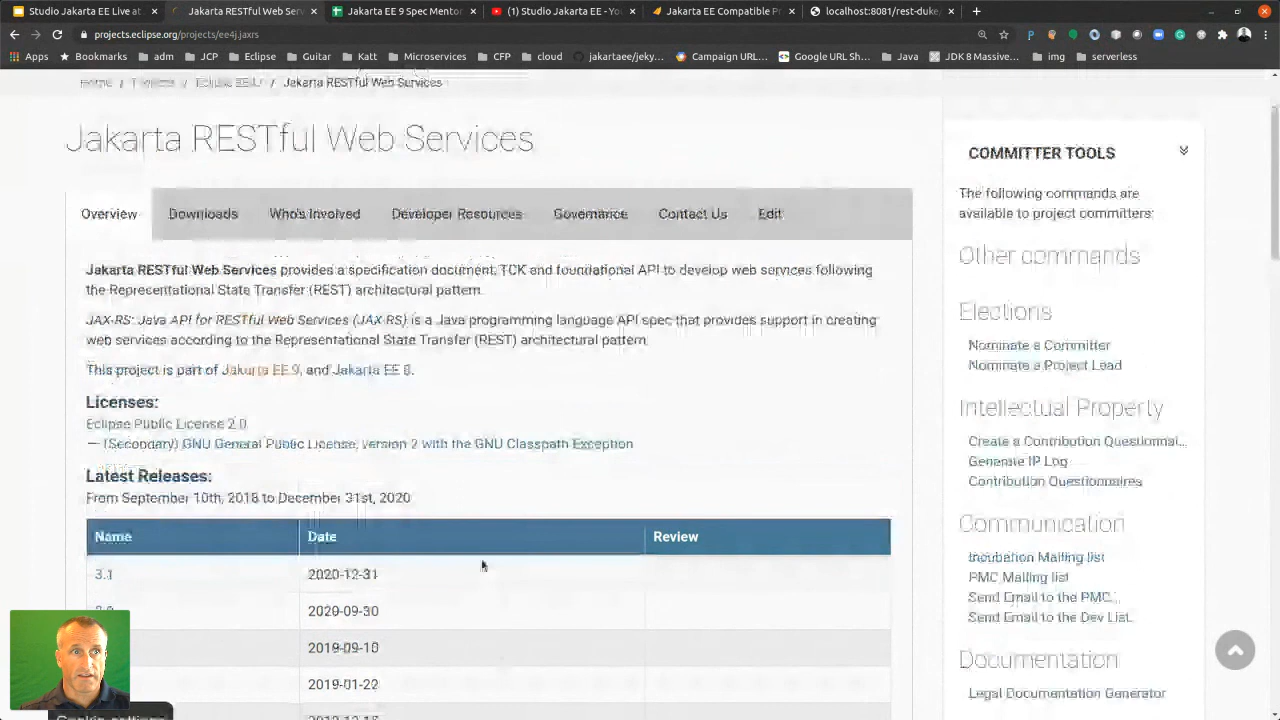 Studio Jakarta EE Live at
Jakarta RESTful Web Serv
Jakarta EE 9 Spec Mentor
(1) Studio Jakarta EE - Yo
Jakarta EE Compatible Pr
localhost:8081/rest-duke/
projects.eclipse.org/projects/ee4j.jaxrs
Apps
Bookmarks
adm
JCP
Eclipse
Guitar
Katt
Microservices
CFP
cloud
jakartaee/jeky...
Campaign URL...
Google URL Sh...
Java
JDK 8 Massive...
img
serverless
Home / Projects / Eclipse EE4J / Jakarta RESTful Web Services
Jakarta RESTful Web Services
Overview
Downloads
Who's Involved
Developer Resources
Governance
Contact Us
Edit
Jakarta RESTful Web Services provides a specification document, TCK and foundational API to develop web services following
the Representational State Transfer (REST) architectural pattern.
JAX-RS: Java API for RESTful Web Services (JAX-RS) is a Java programming language API spec that provides support in creating
web services according to the Representational State Transfer (REST) architectural pattern.
This project is part of Jakarta EE 9, and Jakarta EE 8.
Licenses:
Eclipse Public License 2.0
— (Secondary) GNU General Public License, version 2 with the GNU Classpath Exception
Latest Releases:
From September 10th, 2018 to December 31st, 2020
Name Date Review
3.1 2020-12-31
2020-09-30
2019-09-10
2019-01-22
COMMITTER TOOLS
The following commands are
available to project committers:
Other commands
Elections
Nominate a Committer
Nominate a Project Lead
Intellectual Property
Create a Contribution Questionnai...
Generate IP Log
Contribution Questionnaires
Communication
Incubation Mailing list
PMC Mailing list
Send Email to the PMC
Send Email to the Dev List
Documentation
Legal Documentation Generator